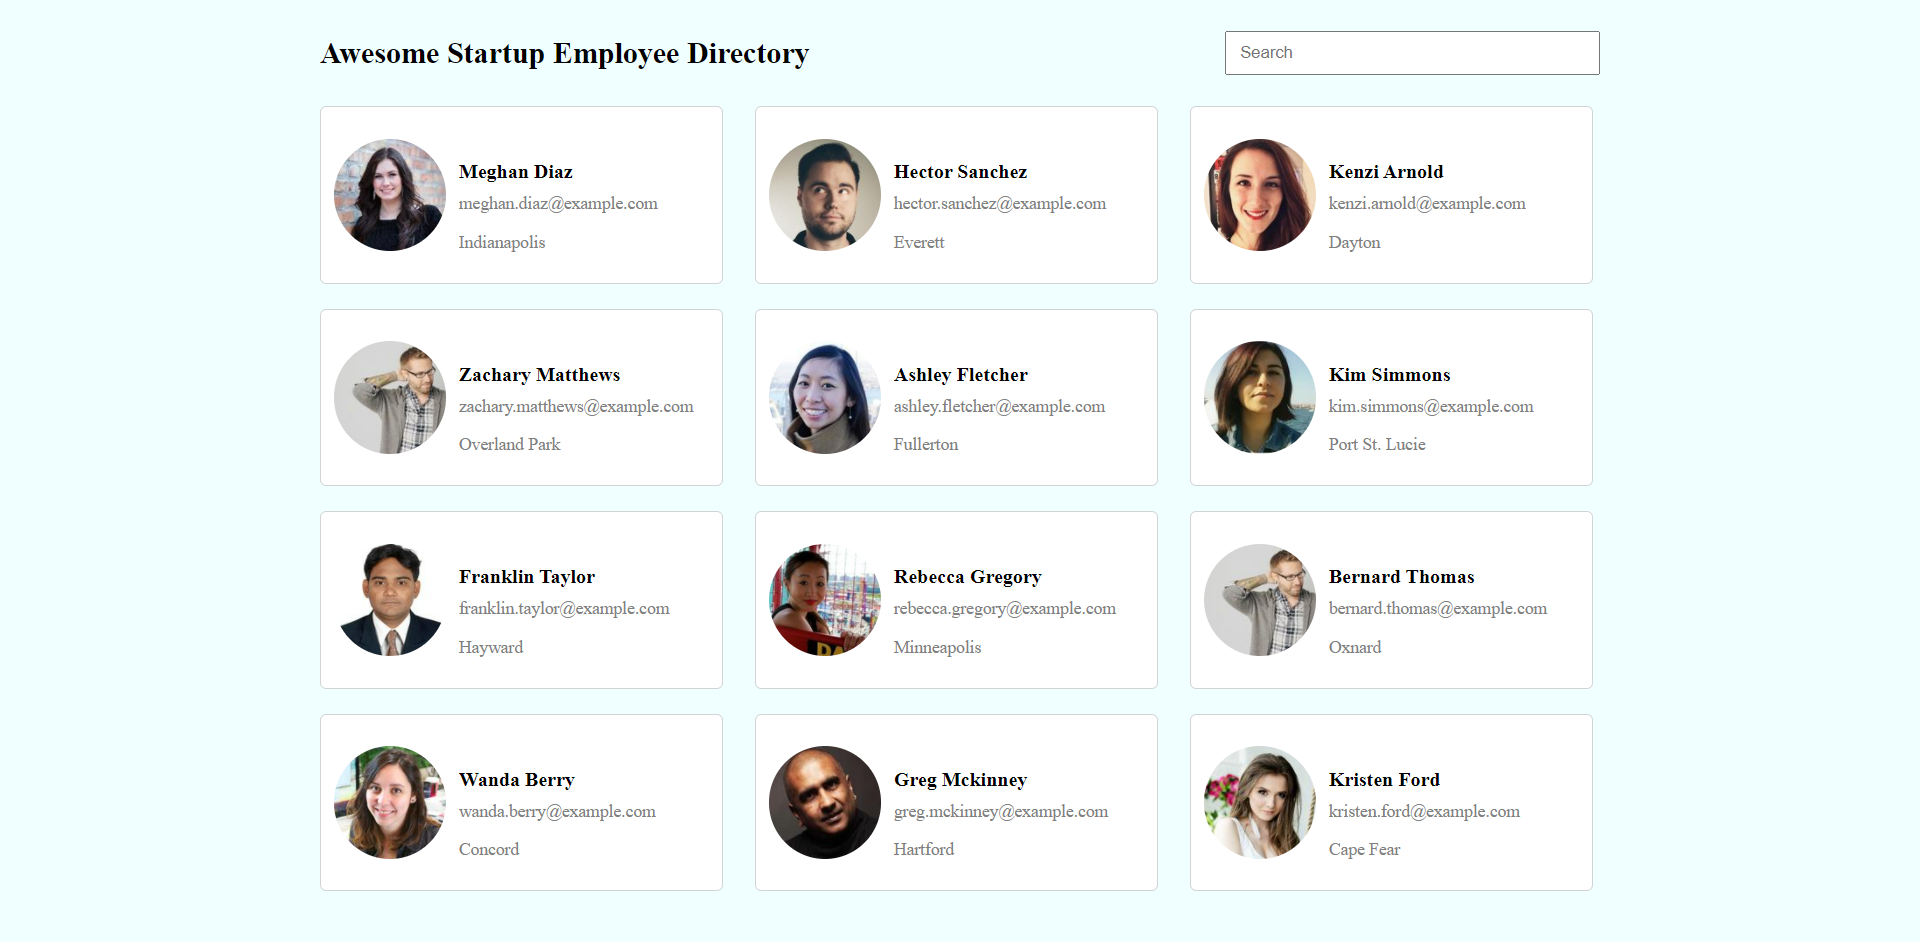 Awesome Startup Employee Directory
Search
Meghan Diaz
meghan.diaz@example.com
Indianapolis
Hector Sanchez
hector.sanchez@example.com
Everett
Kenzi Arnold
kenzi.arnold@example.com
Dayton
Zachary Matthews
zachary.matthews@example.com
Overland Park
Ashley Fletcher
ashley.fletcher@example.com
Fullerton
Kim Simmons
kim.simmons@example.com
Port St. Lucie
Franklin Taylor
franklin.taylor@example.com
Hayward
Rebecca Gregory
rebecca.gregory@example.com
Minneapolis
Bernard Thomas
bernard.thomas@example.com
Oxnard
Wanda Berry
wanda.berry@example.com
Concord
Greg Mckinney
greg.mckinney@example.com
Hartford
Kristen Ford
kristen.ford@example.com
Cape Fear